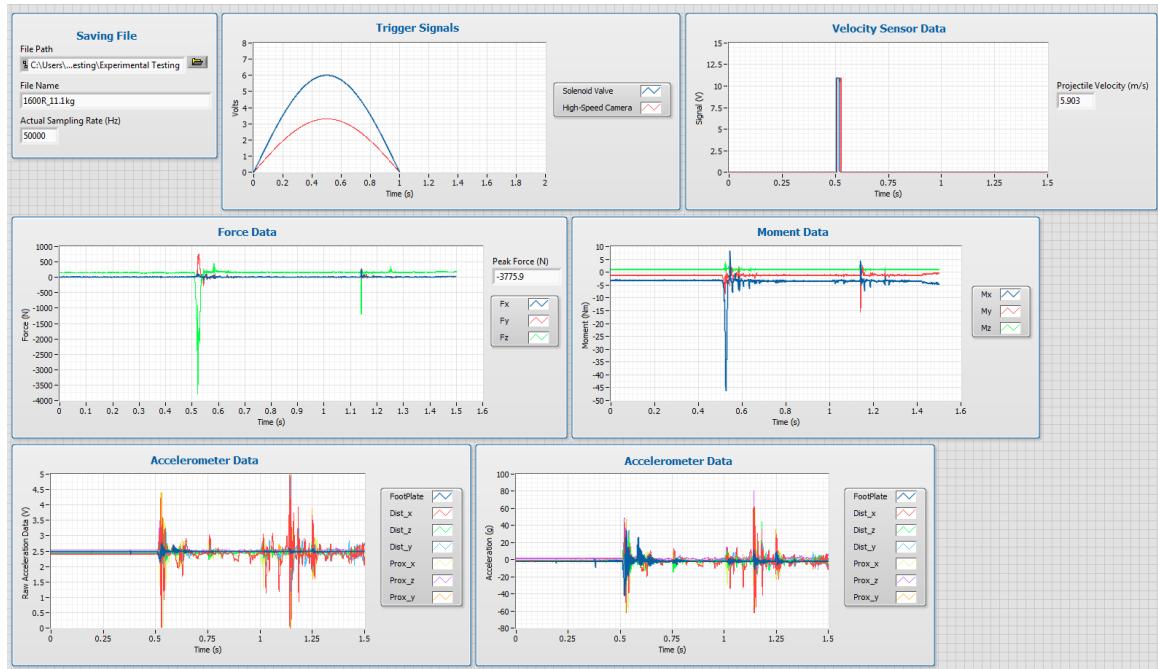 Saving File
File Path
C:\Users\...esting\Experimental Testing
File Name
1600R_11.1kg
Actual Sampling Rate (Hz)
50000
Trigger Signals
8
7
6
5
4
3
2
1
0
Volts
0 0.2 0.4 0.6 0.8 1 1.2 1.4 1.6 1.8 2
Time (s)
Solenoid Valve
High-Speed Camera
Velocity Sensor Data
15
12.5
10
7.5
5
2.5
0
Signal (V)
0 0.25 0.5 0.75 1 1.25 1.5
Time (s)
Projectile Velocity (m/s)
5.903
Force Data
1000
500
0
-500
-1000
-1500
-2000
-2500
-3000
-3500
-4000
Force (N)
0 0.1 0.2 0.3 0.4 0.5 0.6 0.7 0.8 0.9 1 1.1 1.2 1.3 1.4 1.5 1.6
Time (s)
Peak Force (N)
-3775.9
Fx
Fy
Fz
Moment Data
10
5
0
-5
-10
-15
-20
-25
-30
-35
-40
-45
-50
Moment (Nm)
0 0.2 0.4 0.6 0.8 1 1.2 1.4 1.6
Time (s)
Mx
My
Mz
Accelerometer Data
5
4.5
4
3.5
3
2.5
2
1.5
1
0.5
0
Raw Acceleration Data (V)
0 0.25 0.5 0.75 1 1.25 1.5
Time (s)
FootPlate
Dist_x
Dist_z
Dist_y
Prox_x
Prox_z
Prox_y
Accelerometer Data
100
80
60
40
20
0
-20
-40
-60
-80
Acceleration (g)
0 0.25 0.5 0.75 1 1.25 1.5
Time (s)
FootPlate
Dist_x
Dist_z
Dist_y
Prox_x
Prox_z
Prox_y